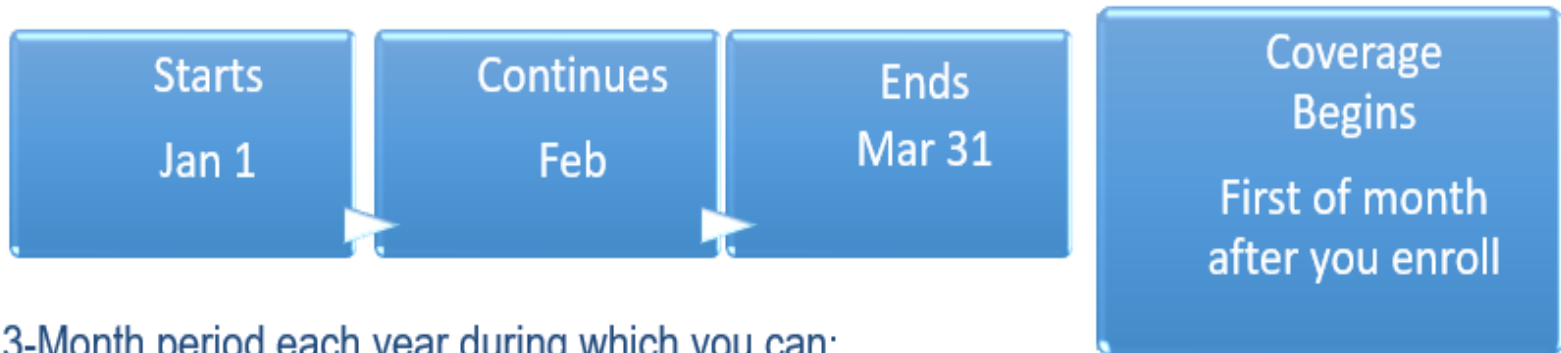 Starts
Jan 1
Continues
Feb
Ends
Mar 31
Coverage
Begins
First of month
after you enroll
3-Month period each year during which you can: